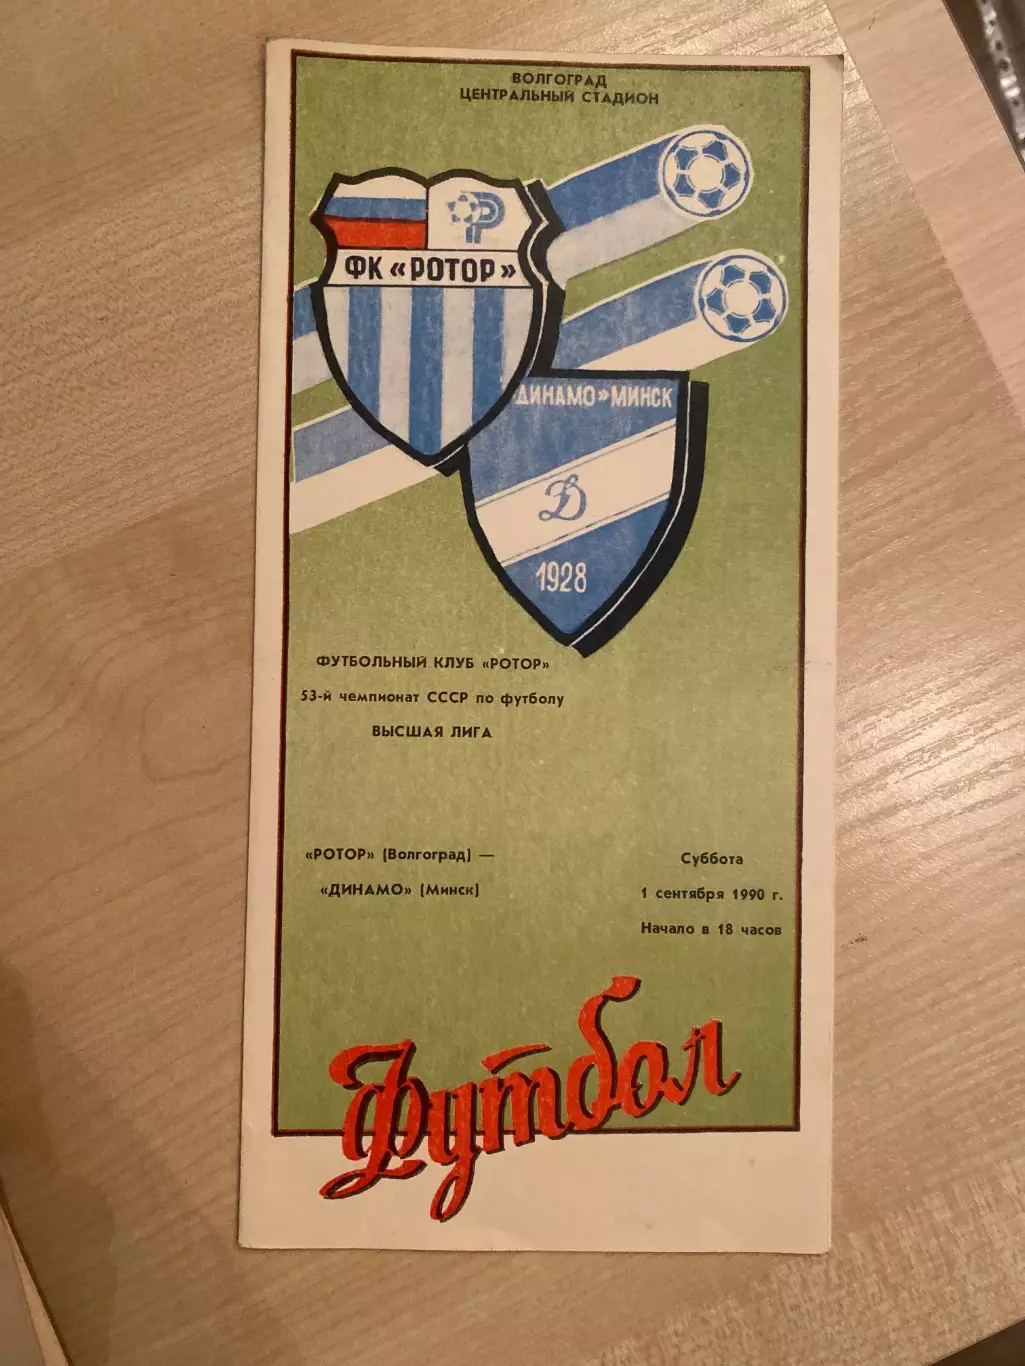 ВОЛГОГРАД
ЦЕНТРАЛЬНЫЙ СТАДИОН
ФК «РОТОР»
ДИНАМО» МИНСК
Д
1928
ФУТБОЛЬНЫЙ КЛУБ «РОТОР»
53-й чемпионат СССР по футболу
ВЫСШАЯ ЛИГА
«РОТОР» (Волгоград) —
«ДИНАМО» (Минск)
Суббота
1 сентября 1990 г.
Начало в 18 часов
Футбол